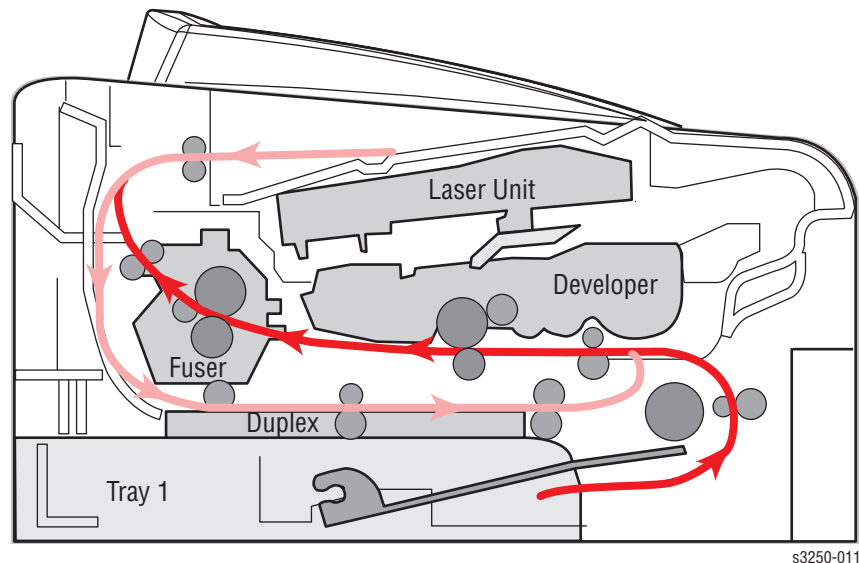 Laser Unit
Developer
Fuser
Duplex
Tray 1
s3250-011